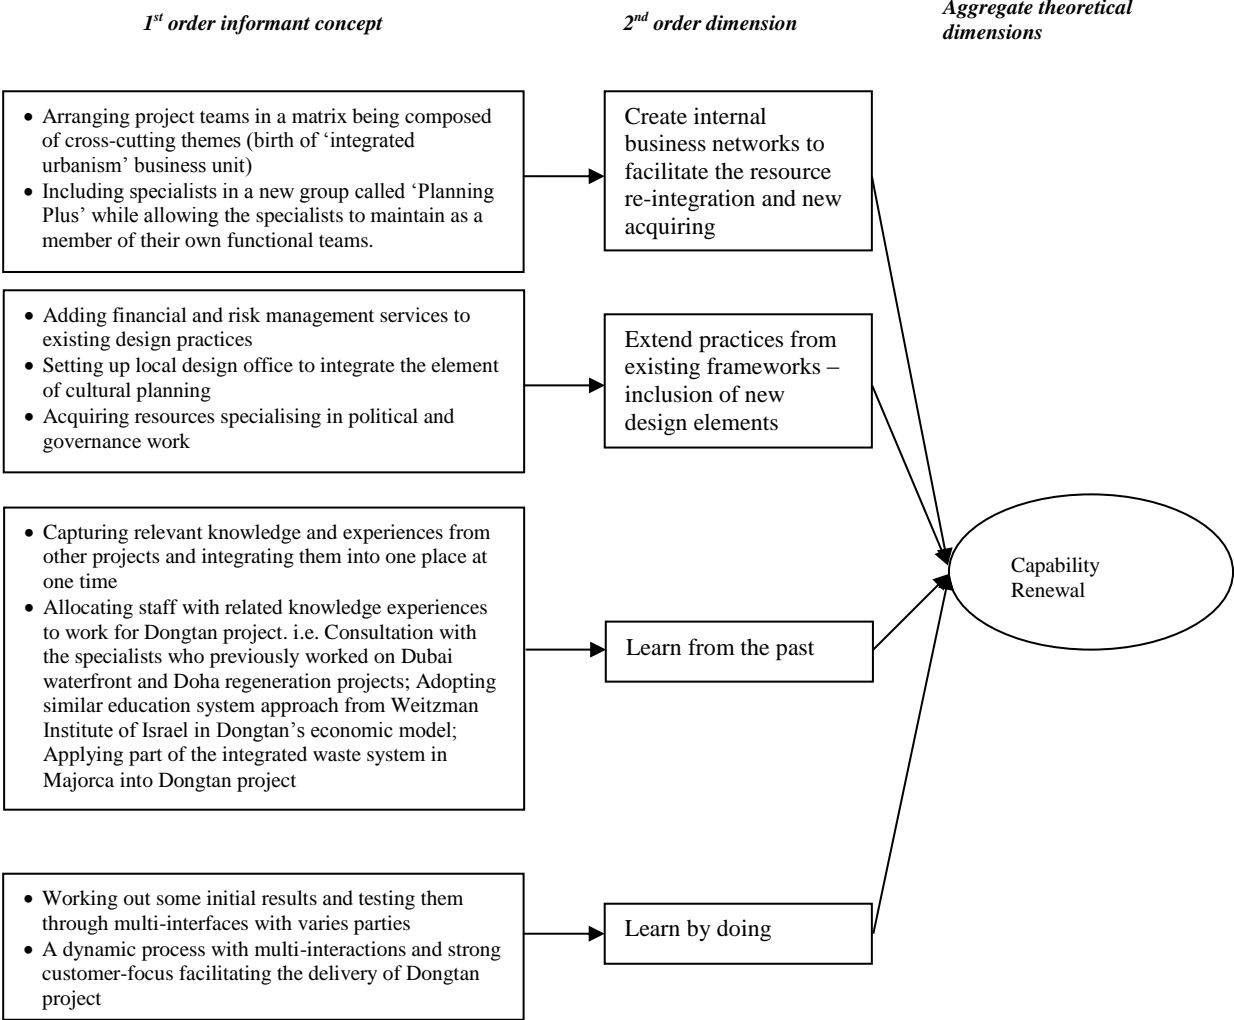 1st order informant concept
2nd order dimension
Aggregate theoretical
dimensions
• Arranging project teams in a matrix being composed
of cross-cutting themes (birth of ‘integrated
urbanism’ business unit)
• Including specialists in a new group called ‘Planning
Plus’ while allowing the specialists to maintain as a
member of their own functional teams.
Create internal
business networks to
facilitate the resource
re-integration and new
acquiring
• Adding financial and risk management services to
existing design practices
• Setting up local design office to integrate the element
of cultural planning
• Acquiring resources specialising in political and
governance work
Extend practices from
existing frameworks –
inclusion of new
design elements
• Capturing relevant knowledge and experiences from
other projects and integrating them into one place at
one time
• Allocating staff with related knowledge experiences
to work for Dongtan project. i.e. Consultation with
the specialists who previously worked on Dubai
waterfront and Doha regeneration projects; Adopting
similar education system approach from Weitzman
Institute of Israel in Dongtan’s economic model;
Applying part of the integrated waste system in
Majorca into Dongtan project
Learn from the past
Capability
Renewal
• Working out some initial results and testing them
through multi-interfaces with varies parties
• A dynamic process with multi-interactions and strong
customer-focus facilitating the delivery of Dongtan
project
Learn by doing